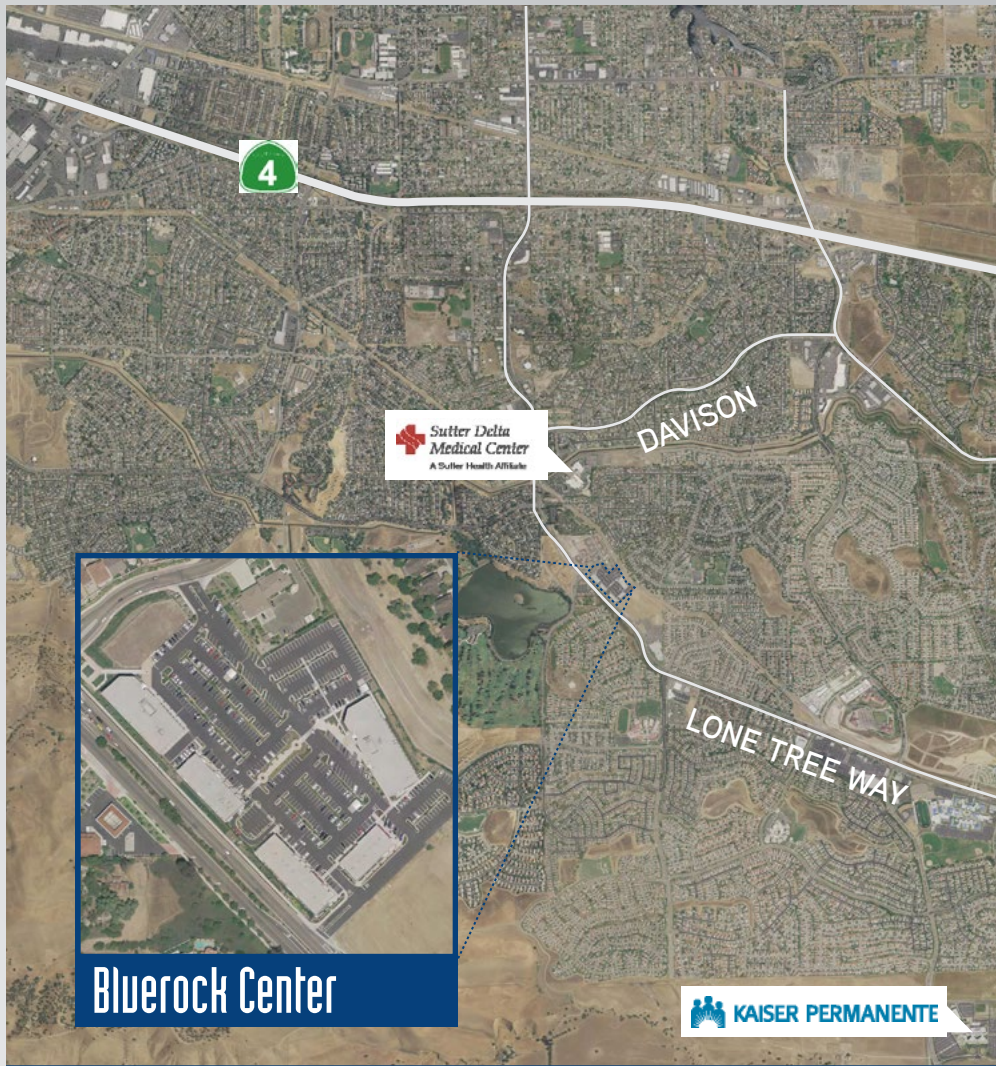 4
Sutter Delta
Medical Center
A Sutter Health Affiliate
DAVISON
LONE TREE WAY
Bluerock Center
KAISER PERMANENTE